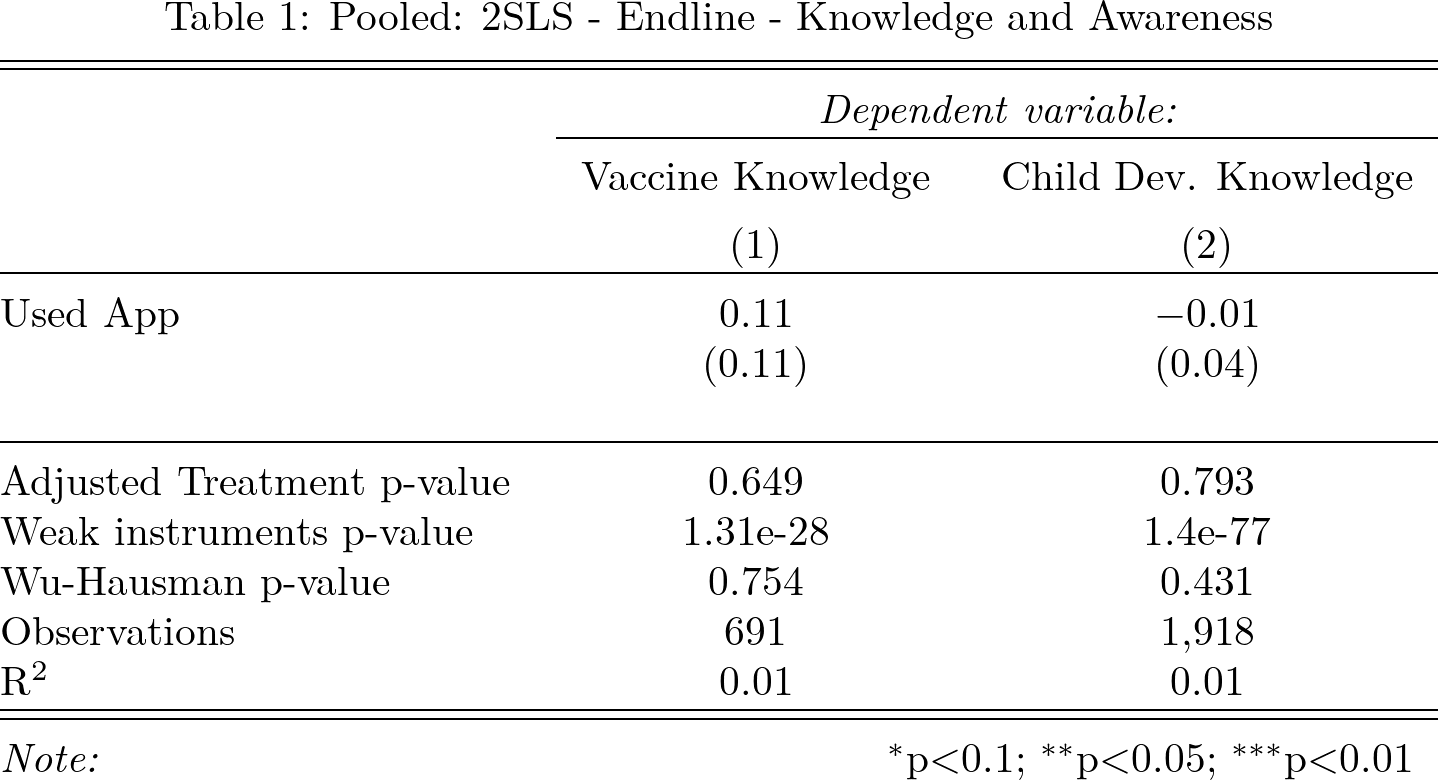 Table 1: Pooled: 2SLS - Endline - Knowledge and Awareness
Dependent variable:
Vaccine Knowledge Child Dev. Knowledge
(1) (2)
Used App 0.11 −0.01
(0.11) (0.04)
Adjusted Treatment p-value 0.649 0.793
Weak instruments p-value 1.31e-28 1.4e-77
Wu-Hausman p-value 0.754 0.431
Observations 691 1,918
R² 0.01 0.01
Note: *p<0.1; **p<0.05; ***p<0.01